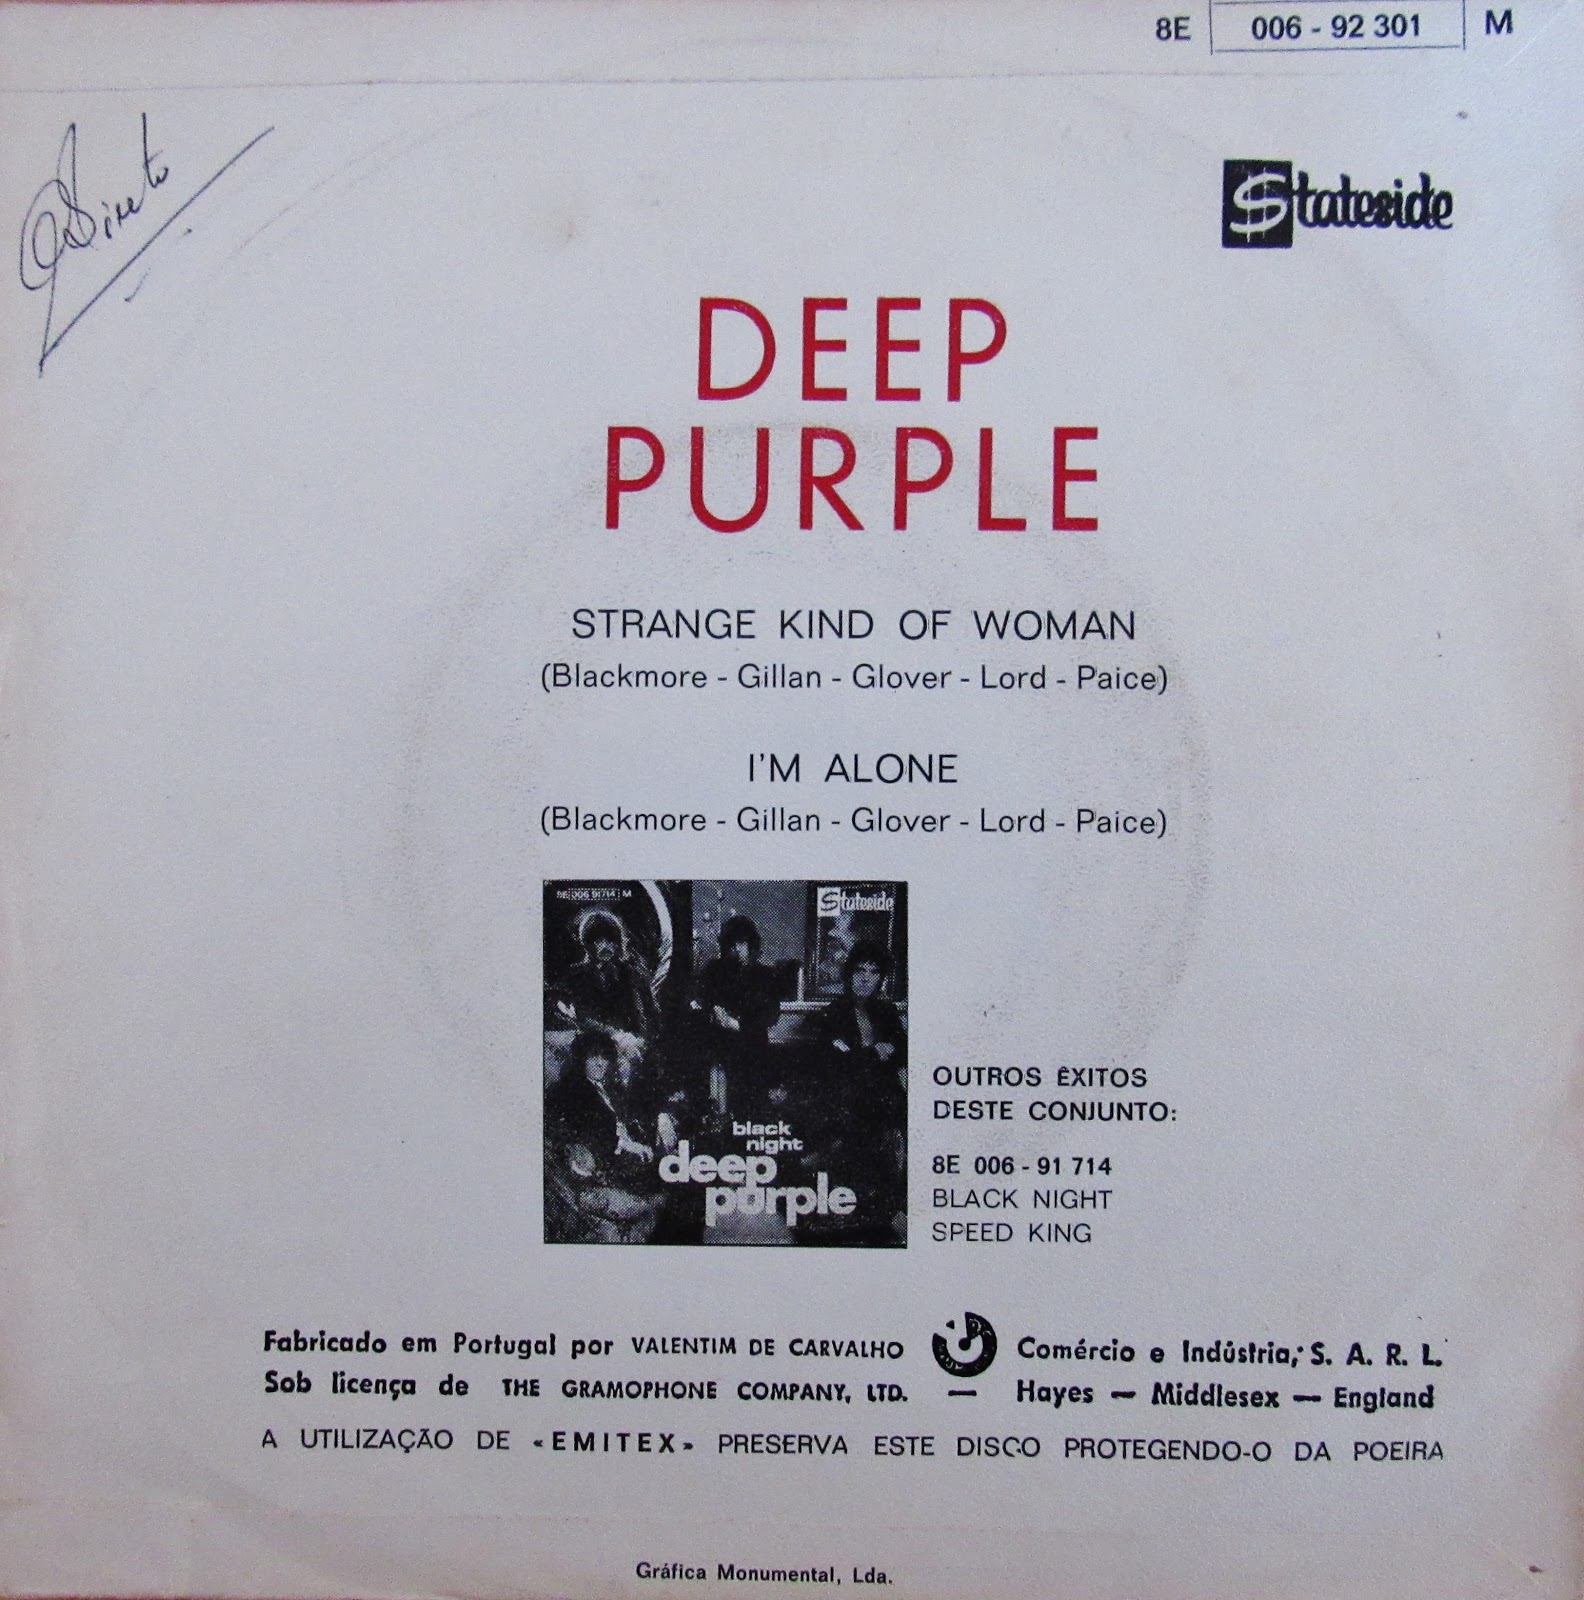 8E 006 - 92 301 M
Stateside
DEEP
PURPLE
STRANGE KIND OF WOMAN
(Blackmore - Gillan - Glover - Lord - Paice)
I'M ALONE
(Blackmore - Gillan - Glover - Lord - Paice)
8E 006 91714 M
Stateside
black
night
deep
purple
OUTROS ÊXITOS
DESTE CONJUNTO:
8E 006 - 91 714
BLACK NIGHT
SPEED KING
Fabricado em Portugal por VALENTIM DE CARVALHO Comércio e Indústria, S. A. R. L.
Sob licença de THE GRAMOPHONE COMPANY, LTD. — Hayes — Middlesex — England
A UTILIZAÇÃO DE «EMITEX» PRESERVA ESTE DISCO PROTEGENDO-O DA POEIRA
Gráfica Monumental, Lda.